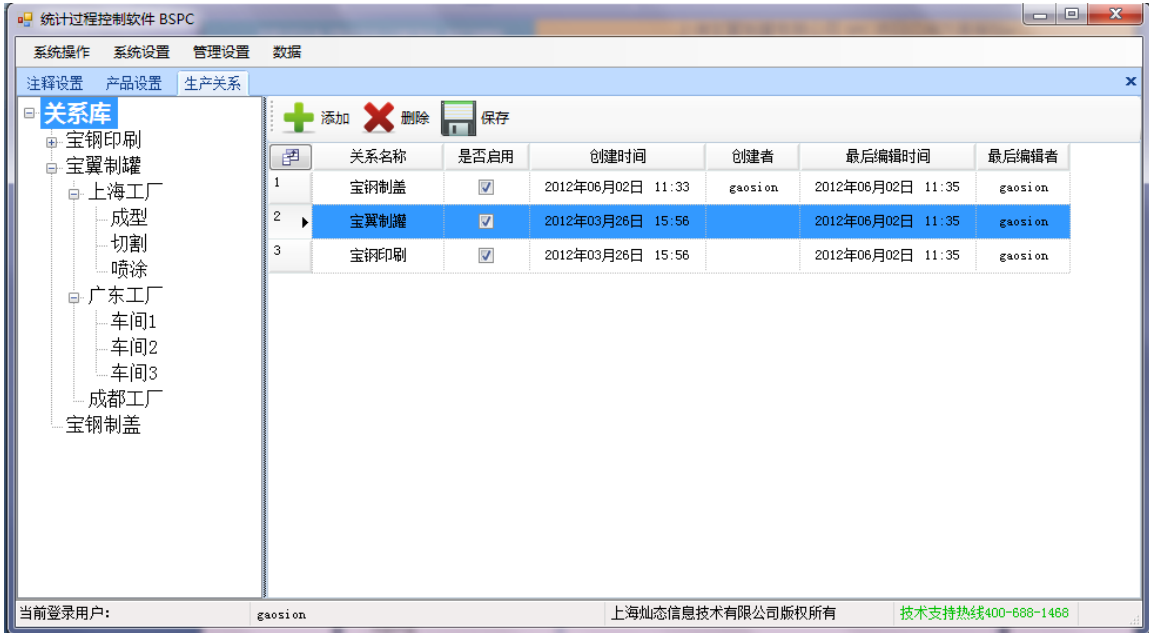 统计过程控制软件 BSPC
系统操作 系统设置 管理设置 数据
注释设置 产品设置 生产关系
关系库
宝钢印刷
宝翼制罐
上海工厂
成型
切割
喷涂
广东工厂
车间1
车间2
车间3
成都工厂
宝钢制盖
添加 删除 保存
关系名称 是否启用 创建时间 创建者 最后编辑时间 最后编辑者
1 宝钢制盖 2012年06月02日 11:33 gaosion 2012年06月02日 11:35 gaosion
2 宝翼制罐 2012年03月26日 15:56 2012年06月02日 11:35 gaosion
3 宝钢印刷 2012年03月26日 15:56 2012年06月02日 11:35 gaosion
当前登录用户: gaosion 上海灿态信息技术有限公司版权所有 技术支持热线400-688-1468